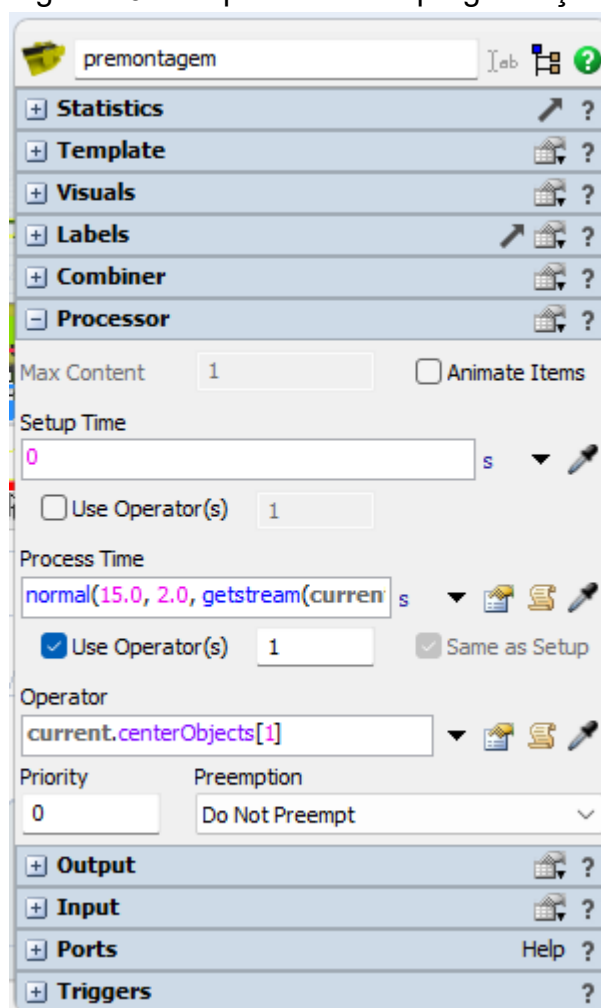 premontagem
Statistics ?
Template ?
Visuals ?
Labels ?
Combiner ?
Processor ?
Max Content 1 Animate Items
Setup Time
0 s
Use Operator(s) 1
Process Time
normal(15.0, 2.0, getstream(curren s
Use Operator(s) 1 Same as Setup
Operator
current.centerObjects[1]
Priority Preemption
0 Do Not Preempt
Output ?
Input ?
Ports Help ?
Triggers ?